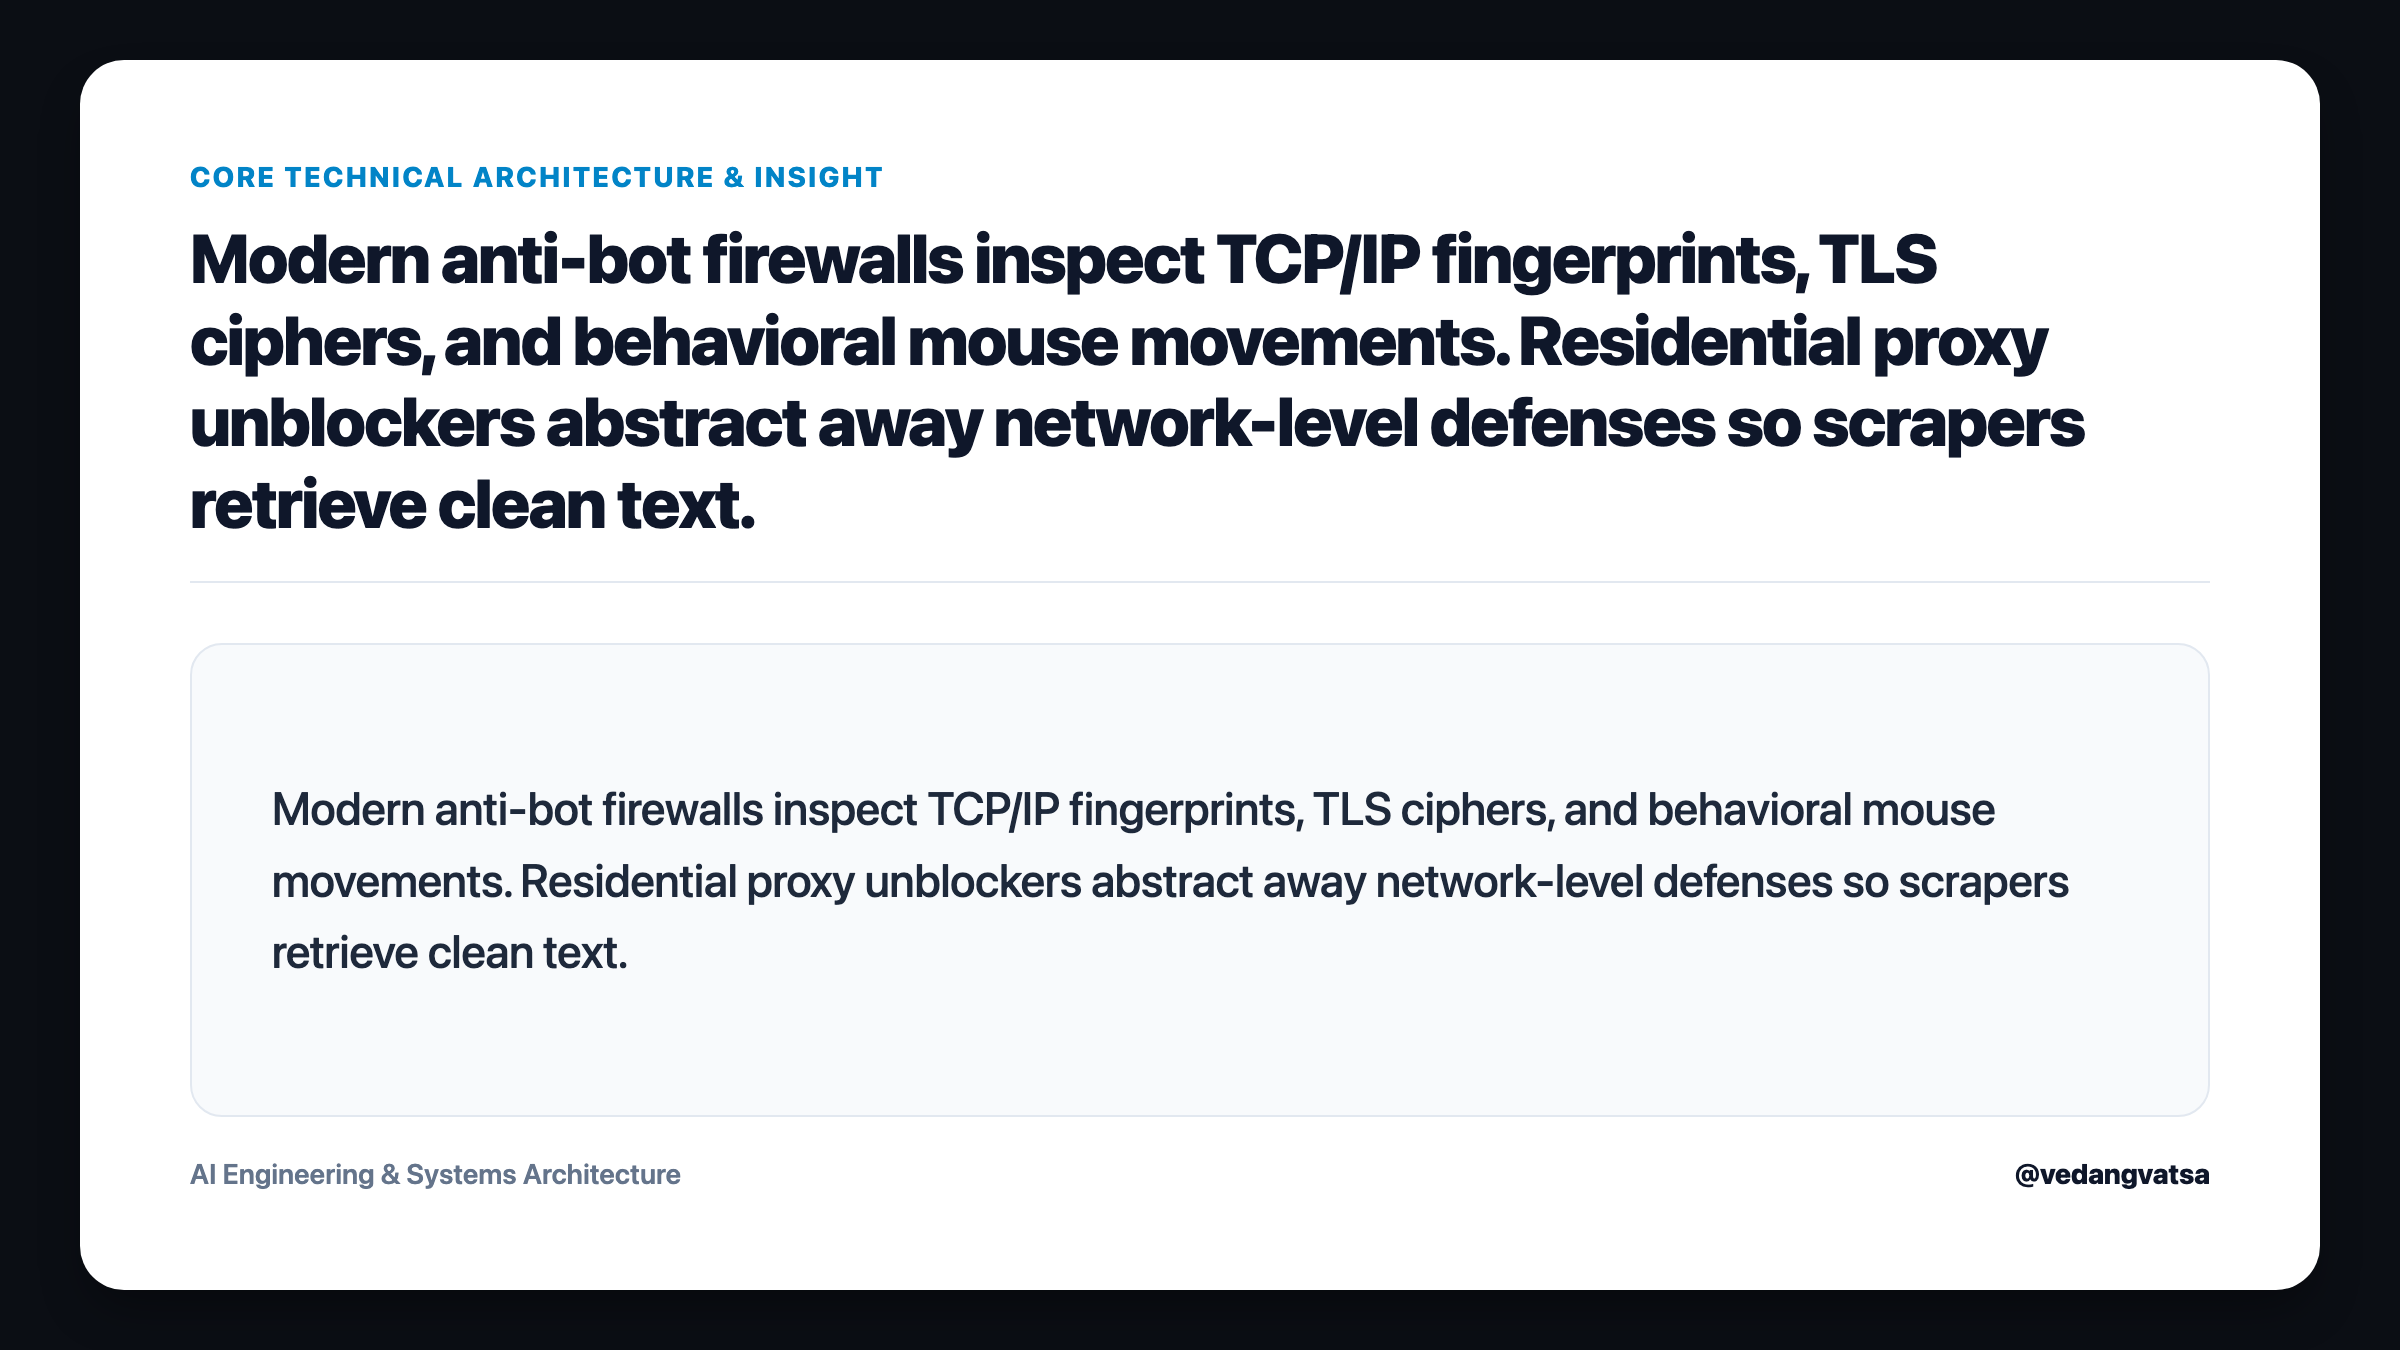 CORE TECHNICAL ARCHITECTURE & INSIGHT
Modern anti-bot firewalls inspect TCP/IP fingerprints, TLS
ciphers, and behavioral mouse movements. Residential proxy
unblockers abstract away network-level defenses so scrapers
retrieve clean text.
Modern anti-bot firewalls inspect TCP/IP fingerprints, TLS ciphers, and behavioral mouse
movements. Residential proxy unblockers abstract away network-level defenses so scrapers
retrieve clean text.
AI Engineering & Systems Architecture
@vedangvatsa